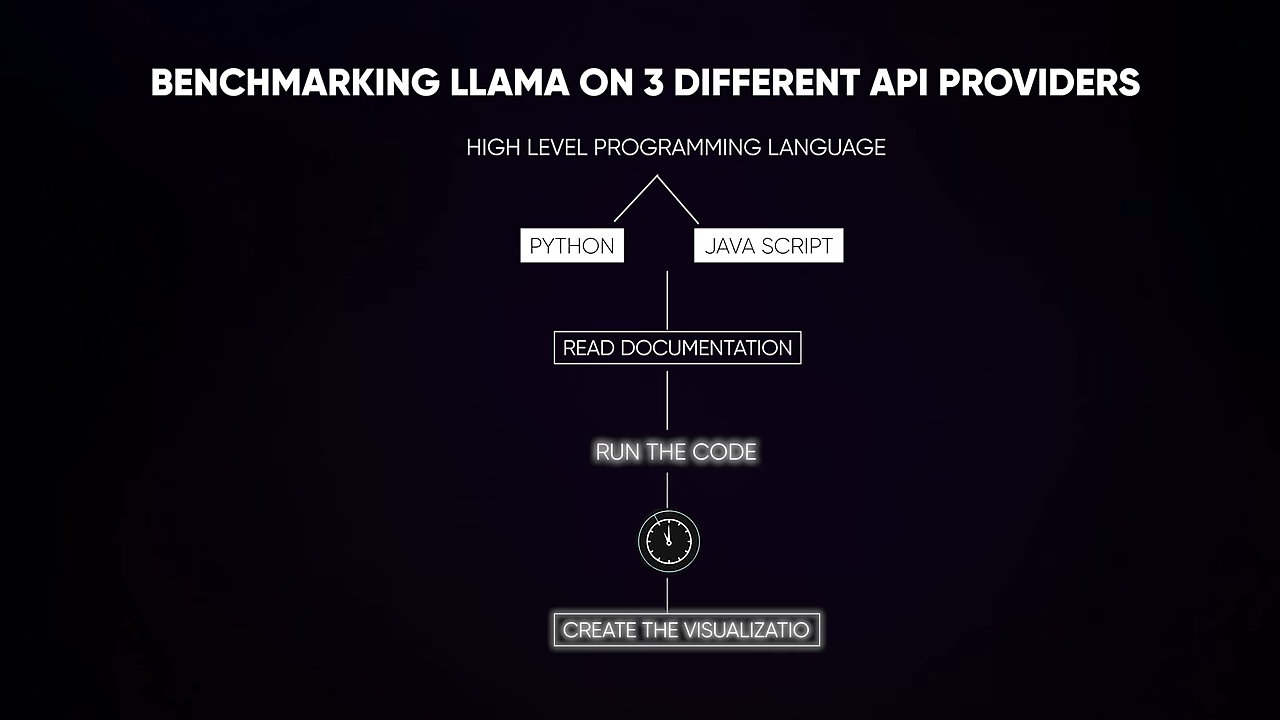 BENCHMARKING LLAMA ON 3 DIFFERENT API PROVIDERS
HIGH LEVEL PROGRAMMING LANGUAGE
PYTHON
JAVA SCRIPT
READ DOCUMENTATION
RUN THE CODE
CREATE THE VISUALIZATIO